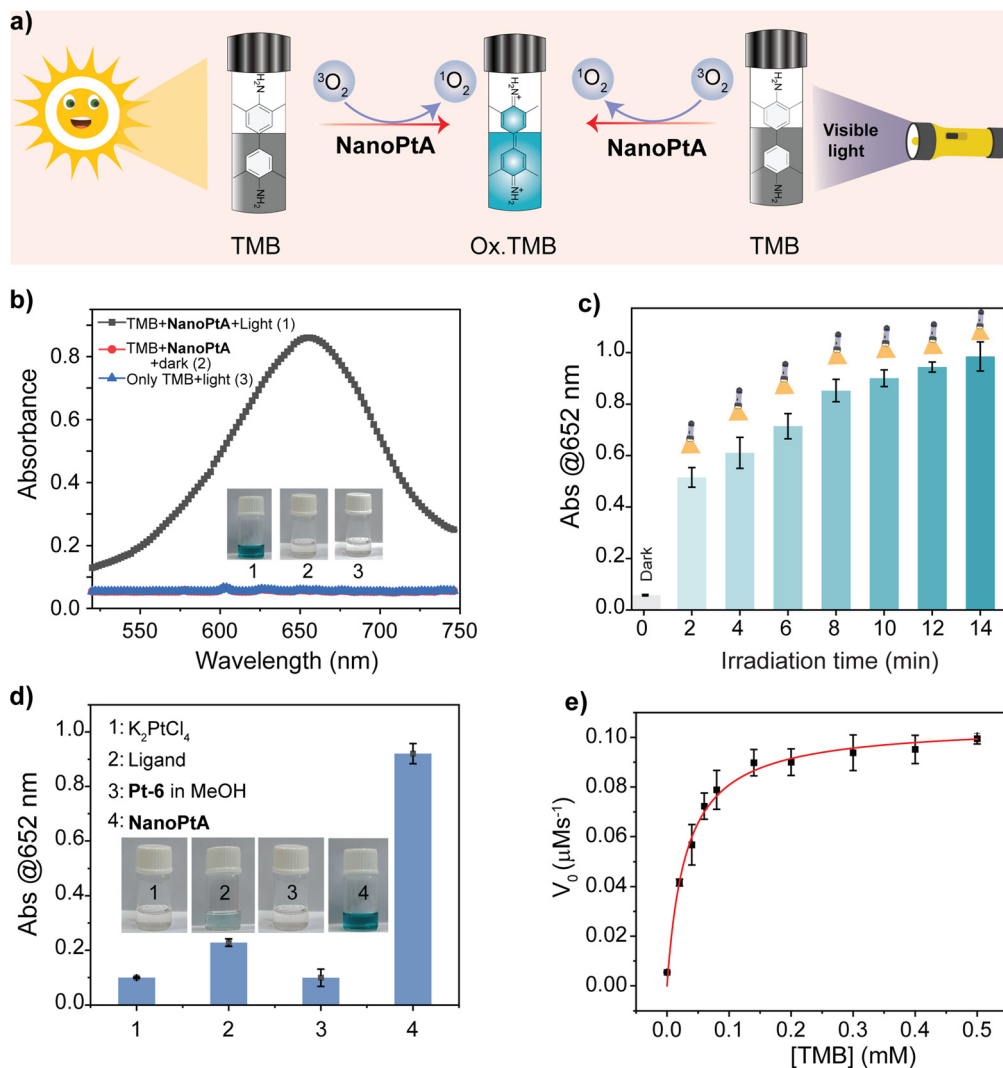 a)
NH₂
NH₂
TMB
³O₂
¹O₂
NanoPtA
NH₂⁺
NH₂⁺
Ox.TMB
¹O₂
³O₂
NanoPtA
NH₂
NH₂
TMB
Visible
light
b)
TMB+NanoPtA+Light (1)
TMB+NanoPtA
+dark (2)
Only TMB+light (3)
Absorbance
0.8
0.6
0.4
0.2
0.0
1
2
3
550
600
650
700
750
Wavelength (nm)
c)
Abs @652 nm
1.0
0.8
0.6
0.4
0.2
0.0
Dark
0
2
4
6
8
10
12
14
Irradiation time (min)
d)
1: K₂PtCl₄
2: Ligand
3: Pt-6 in MeOH
4: NanoPtA
Abs @652 nm
1.0
0.8
0.6
0.4
0.2
0.0
1
2
3
4
1
2
3
4
e)
V₀ (μMs⁻¹)
0.10
0.08
0.06
0.04
0.02
0.00
0.0
0.1
0.2
0.3
0.4
0.5
[TMB] (mM)